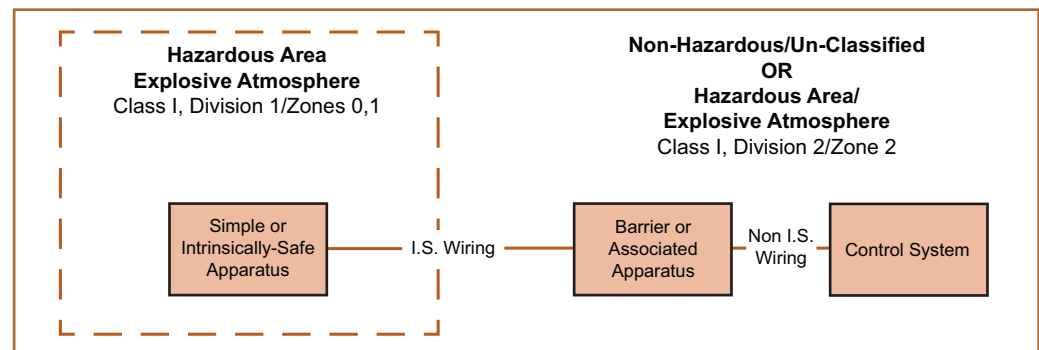 Hazardous Area
Explosive Atmosphere
Class I, Division 1/Zones 0,1
Non-Hazardous/Un-Classified
OR
Hazardous Area/
Explosive Atmosphere
Class I, Division 2/Zone 2
Simple or
Intrinsically-Safe
Apparatus
I.S. Wiring
Barrier or
Associated
Apparatus
Non I.S.
Wiring
Control System